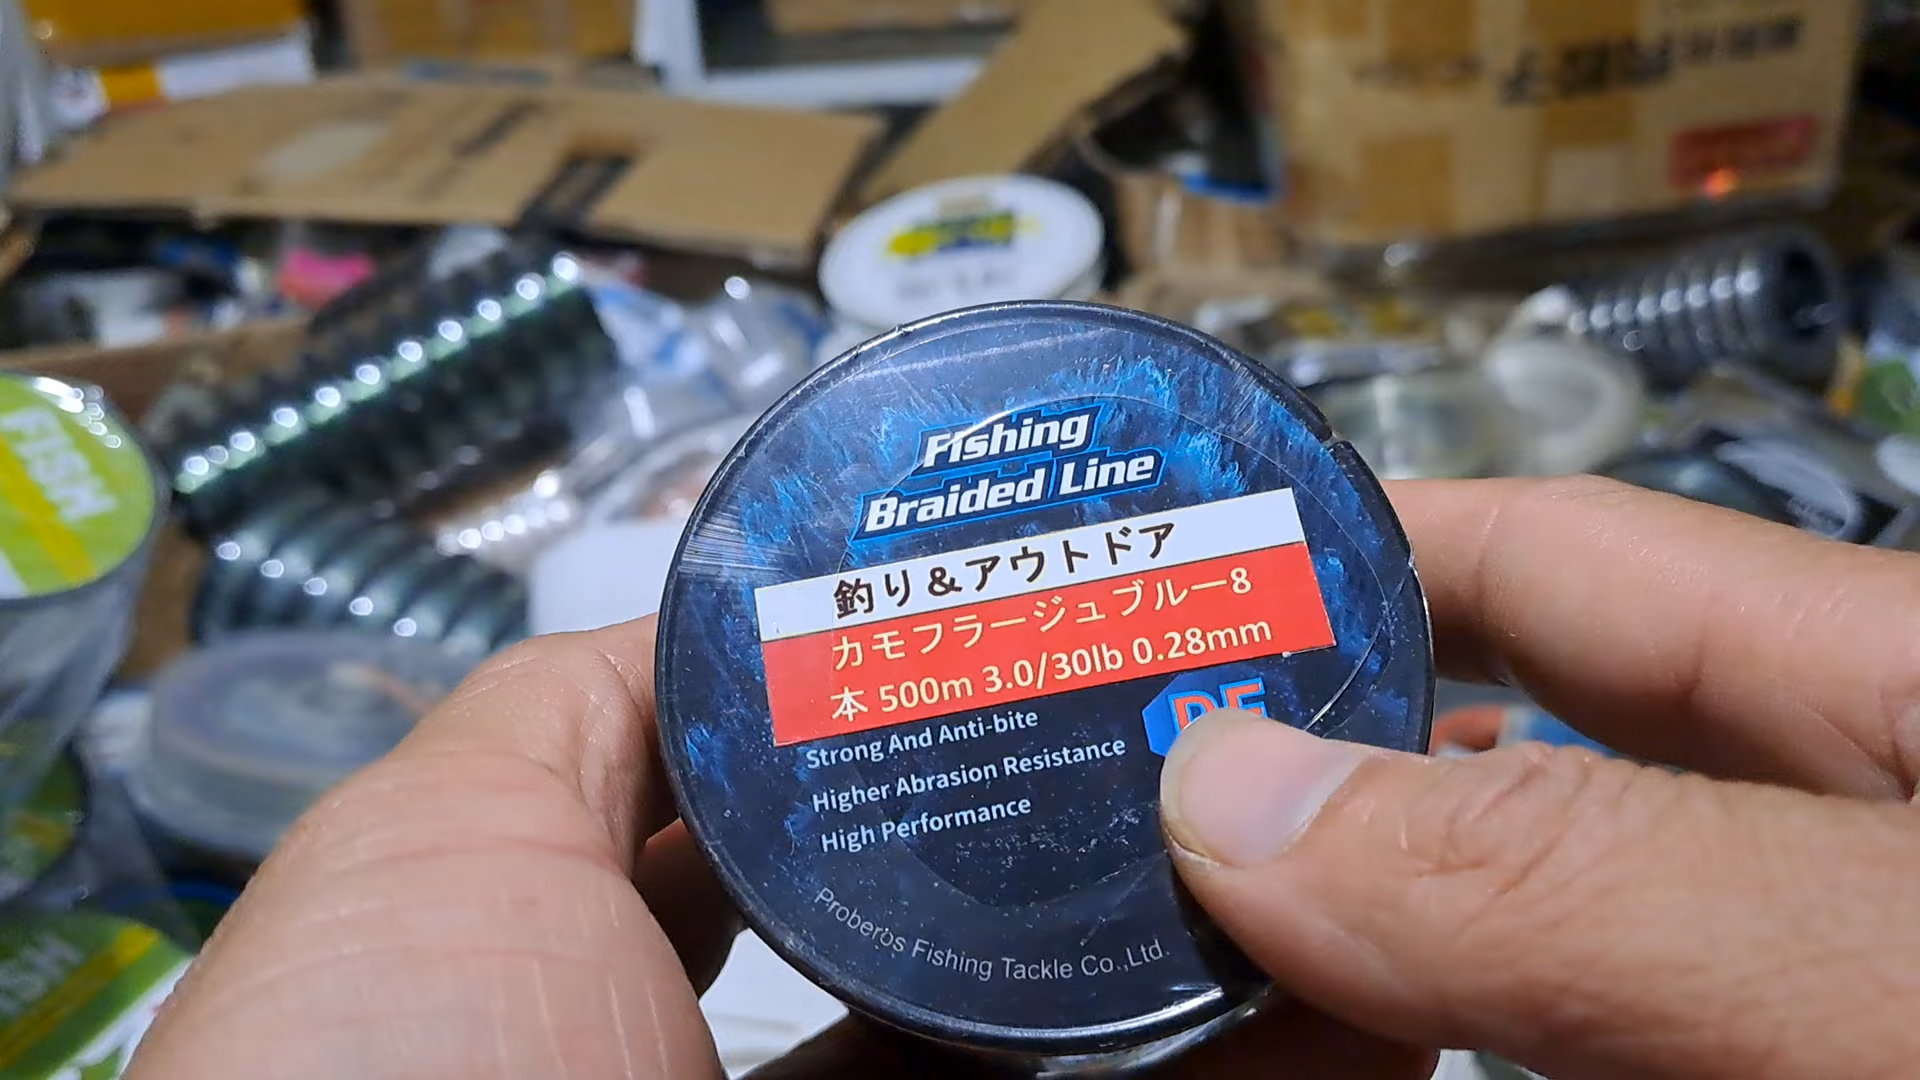 Fishing
Braided Line
釣り&アウトドア
カモフラージュブルー8
本 500m 3.0/30lb 0.28mm
Strong And Anti-bite
Higher Abrasion Resistance
High Performance
Proberos Fishing Tackle Co.,Ltd.
FISH